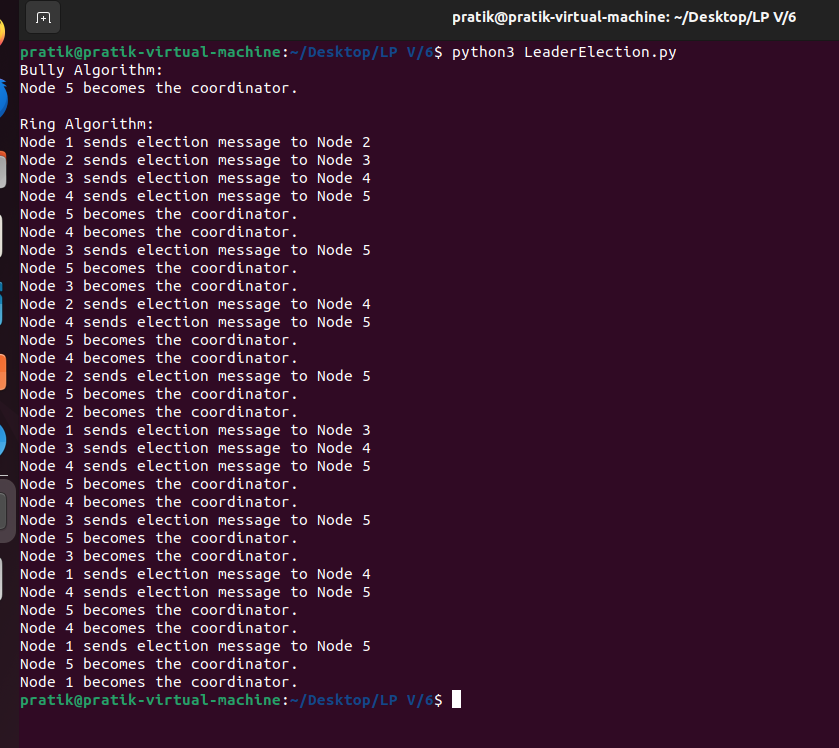 pratik@pratik-virtual-machine: ~/Desktop/LP V/6
pratik@pratik-virtual-machine:~/Desktop/LP V/6$ python3 LeaderElection.py
Bully Algorithm:
Node 5 becomes the coordinator.
Ring Algorithm:
Node 1 sends election message to Node 2
Node 2 sends election message to Node 3
Node 3 sends election message to Node 4
Node 4 sends election message to Node 5
Node 5 becomes the coordinator.
Node 4 becomes the coordinator.
Node 3 sends election message to Node 5
Node 5 becomes the coordinator.
Node 3 becomes the coordinator.
Node 2 sends election message to Node 4
Node 4 sends election message to Node 5
Node 5 becomes the coordinator.
Node 4 becomes the coordinator.
Node 2 sends election message to Node 5
Node 5 becomes the coordinator.
Node 2 becomes the coordinator.
Node 1 sends election message to Node 3
Node 3 sends election message to Node 4
Node 4 sends election message to Node 5
Node 5 becomes the coordinator.
Node 4 becomes the coordinator.
Node 3 sends election message to Node 5
Node 5 becomes the coordinator.
Node 3 becomes the coordinator.
Node 1 sends election message to Node 4
Node 4 sends election message to Node 5
Node 5 becomes the coordinator.
Node 4 becomes the coordinator.
Node 1 sends election message to Node 5
Node 5 becomes the coordinator.
Node 1 becomes the coordinator.
pratik@pratik-virtual-machine:~/Desktop/LP V/6$